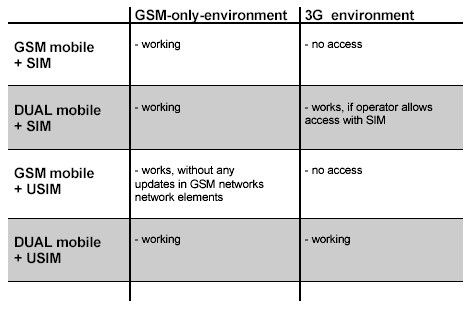 GSM-only-environment 3G environment
GSM mobile + SIM
- working
- no access
DUAL mobile + SIM
- working
- works, if operator allows
access with SIM
GSM mobile + USIM
- works, without any
updates in GSM networks
network elements
- no access
DUAL mobile + USIM
- working
- working